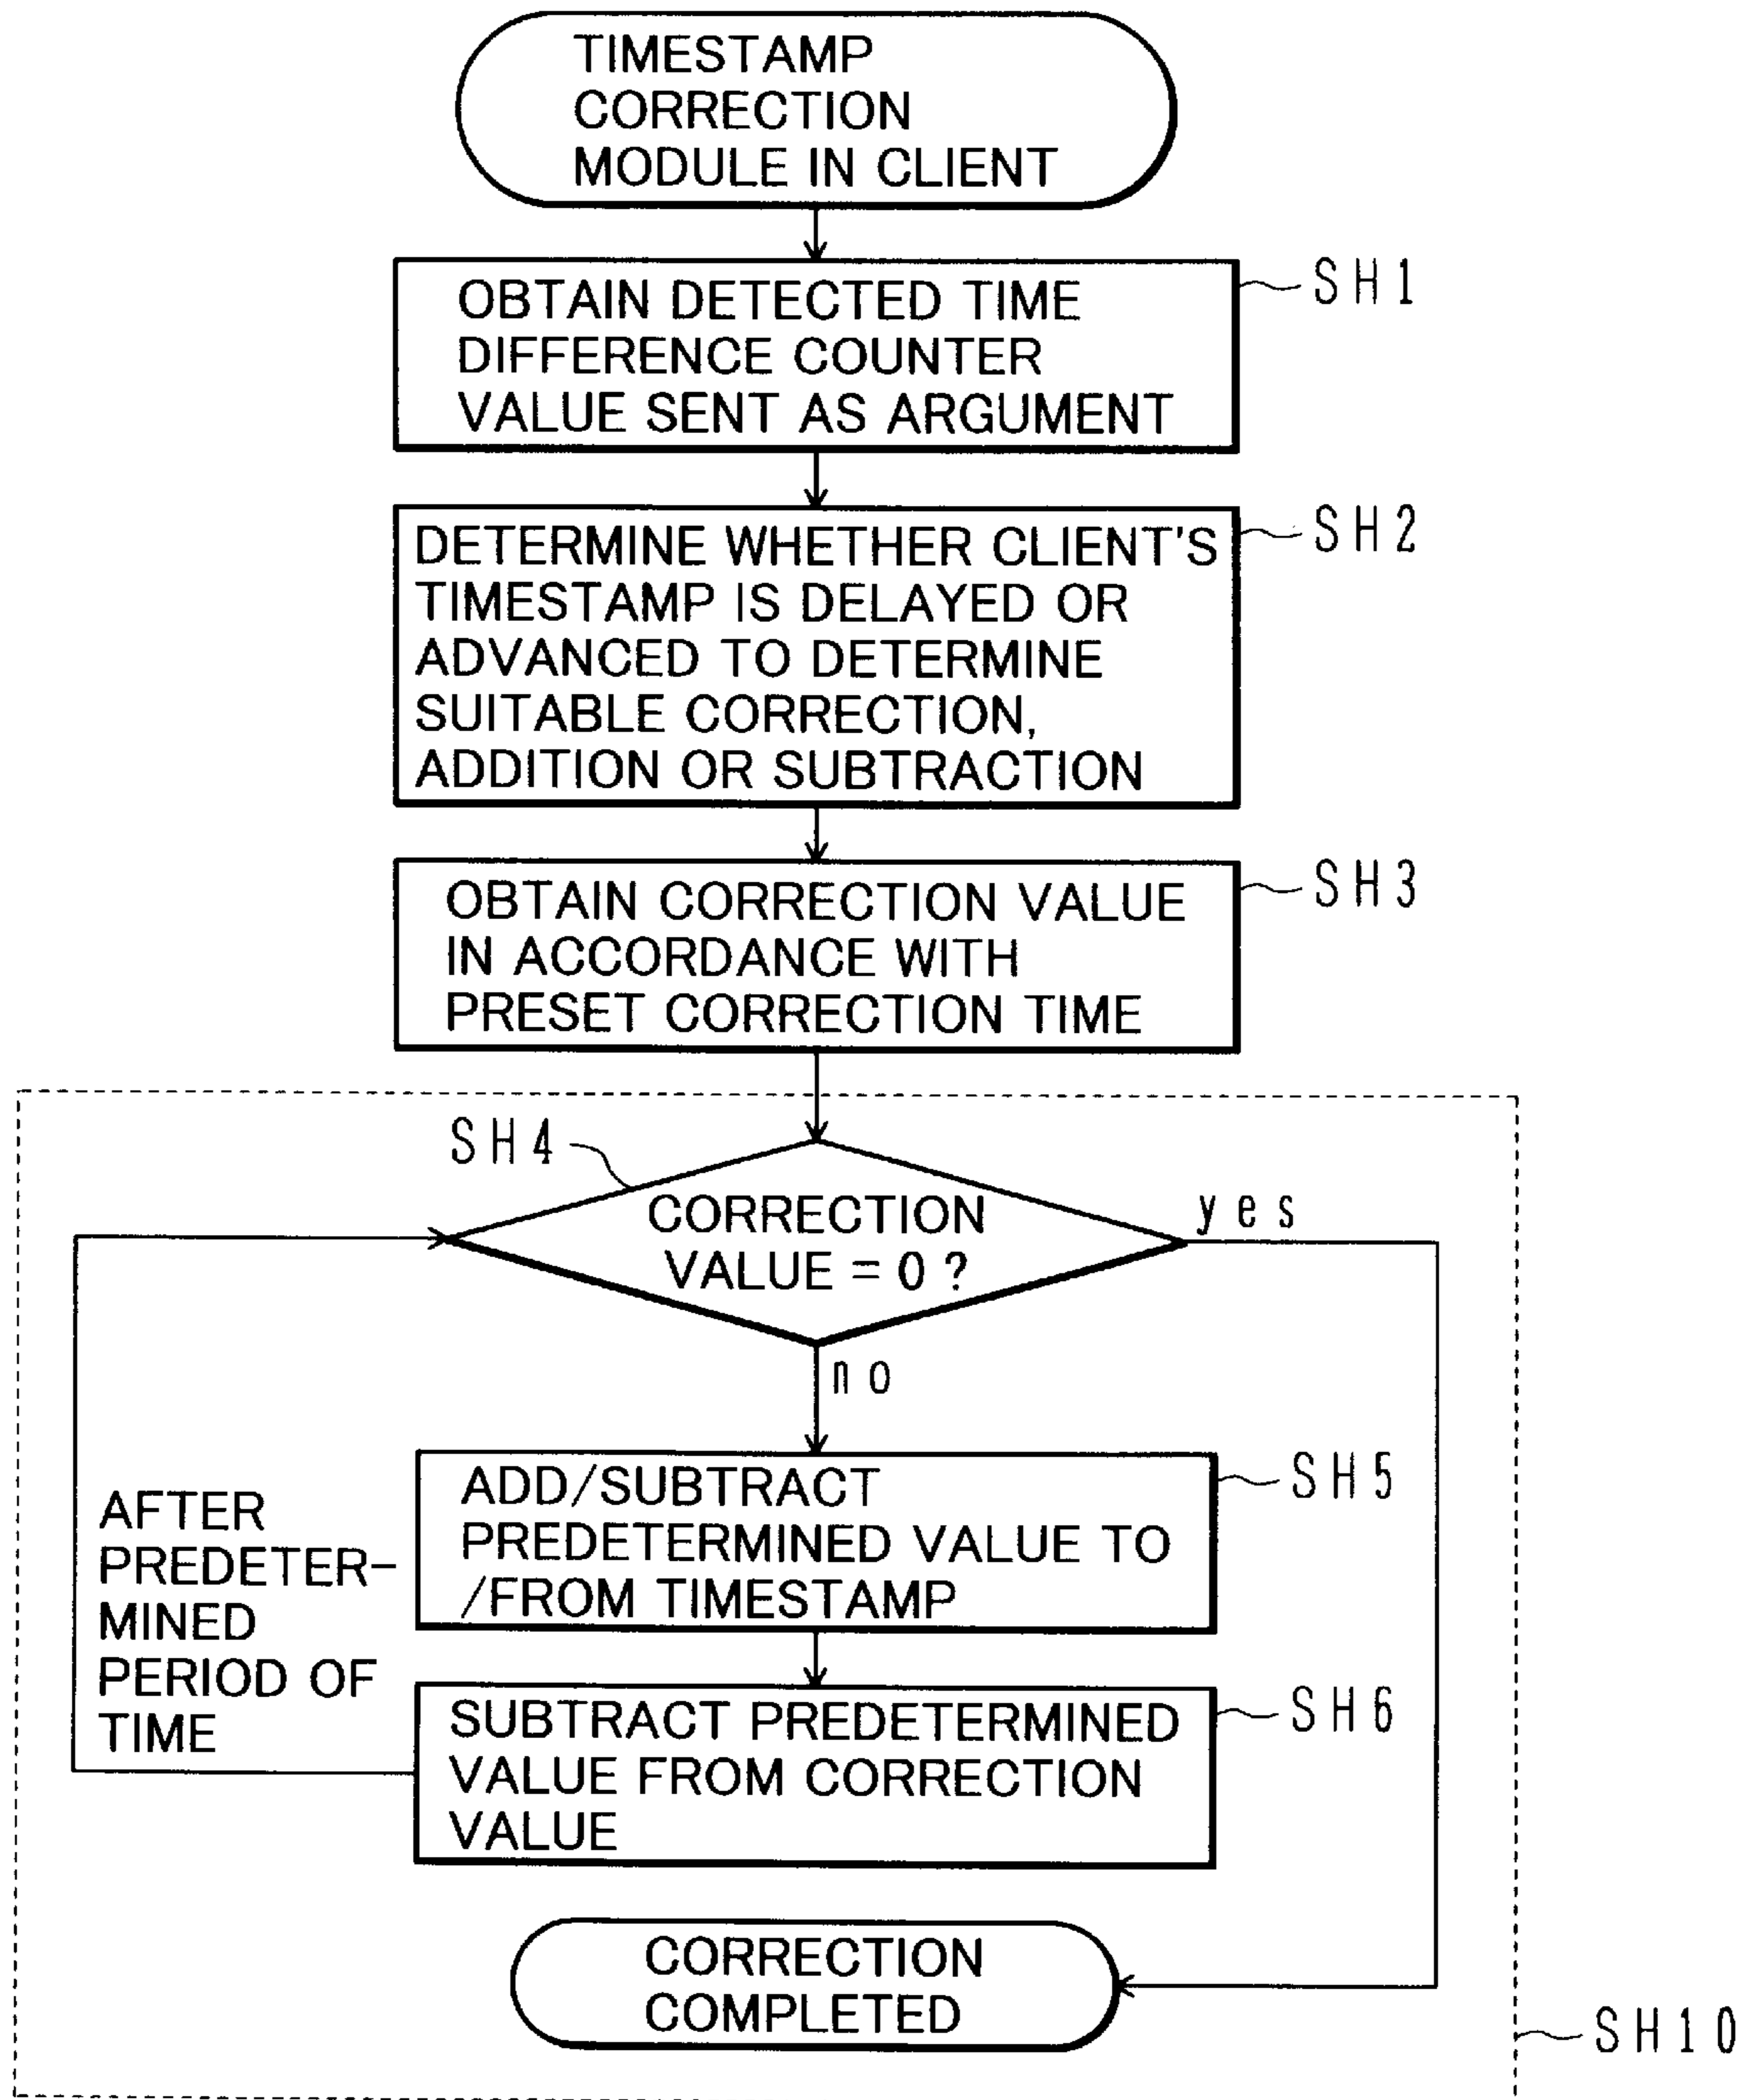 TIMESTAMP
CORRECTION
MODULE IN CLIENT
OBTAIN DETECTED TIME
DIFFERENCE COUNTER
VALUE SENT AS ARGUMENT
SH1
DETERMINE WHETHER CLIENT'S
TIMESTAMP IS DELAYED OR
ADVANCED TO DETERMINE
SUITABLE CORRECTION,
ADDITION OR SUBTRACTION
SH2
OBTAIN CORRECTION VALUE
IN ACCORDANCE WITH
PRESET CORRECTION TIME
SH3
SH4
CORRECTION
VALUE = 0 ?
yes
no
ADD/SUBTRACT
PREDETERMINED VALUE TO
/FROM TIMESTAMP
SH5
AFTER
PREDETER-
MINED
PERIOD OF
TIME
SUBTRACT PREDETERMINED
VALUE FROM CORRECTION
VALUE
SH6
CORRECTION
COMPLETED
SH10